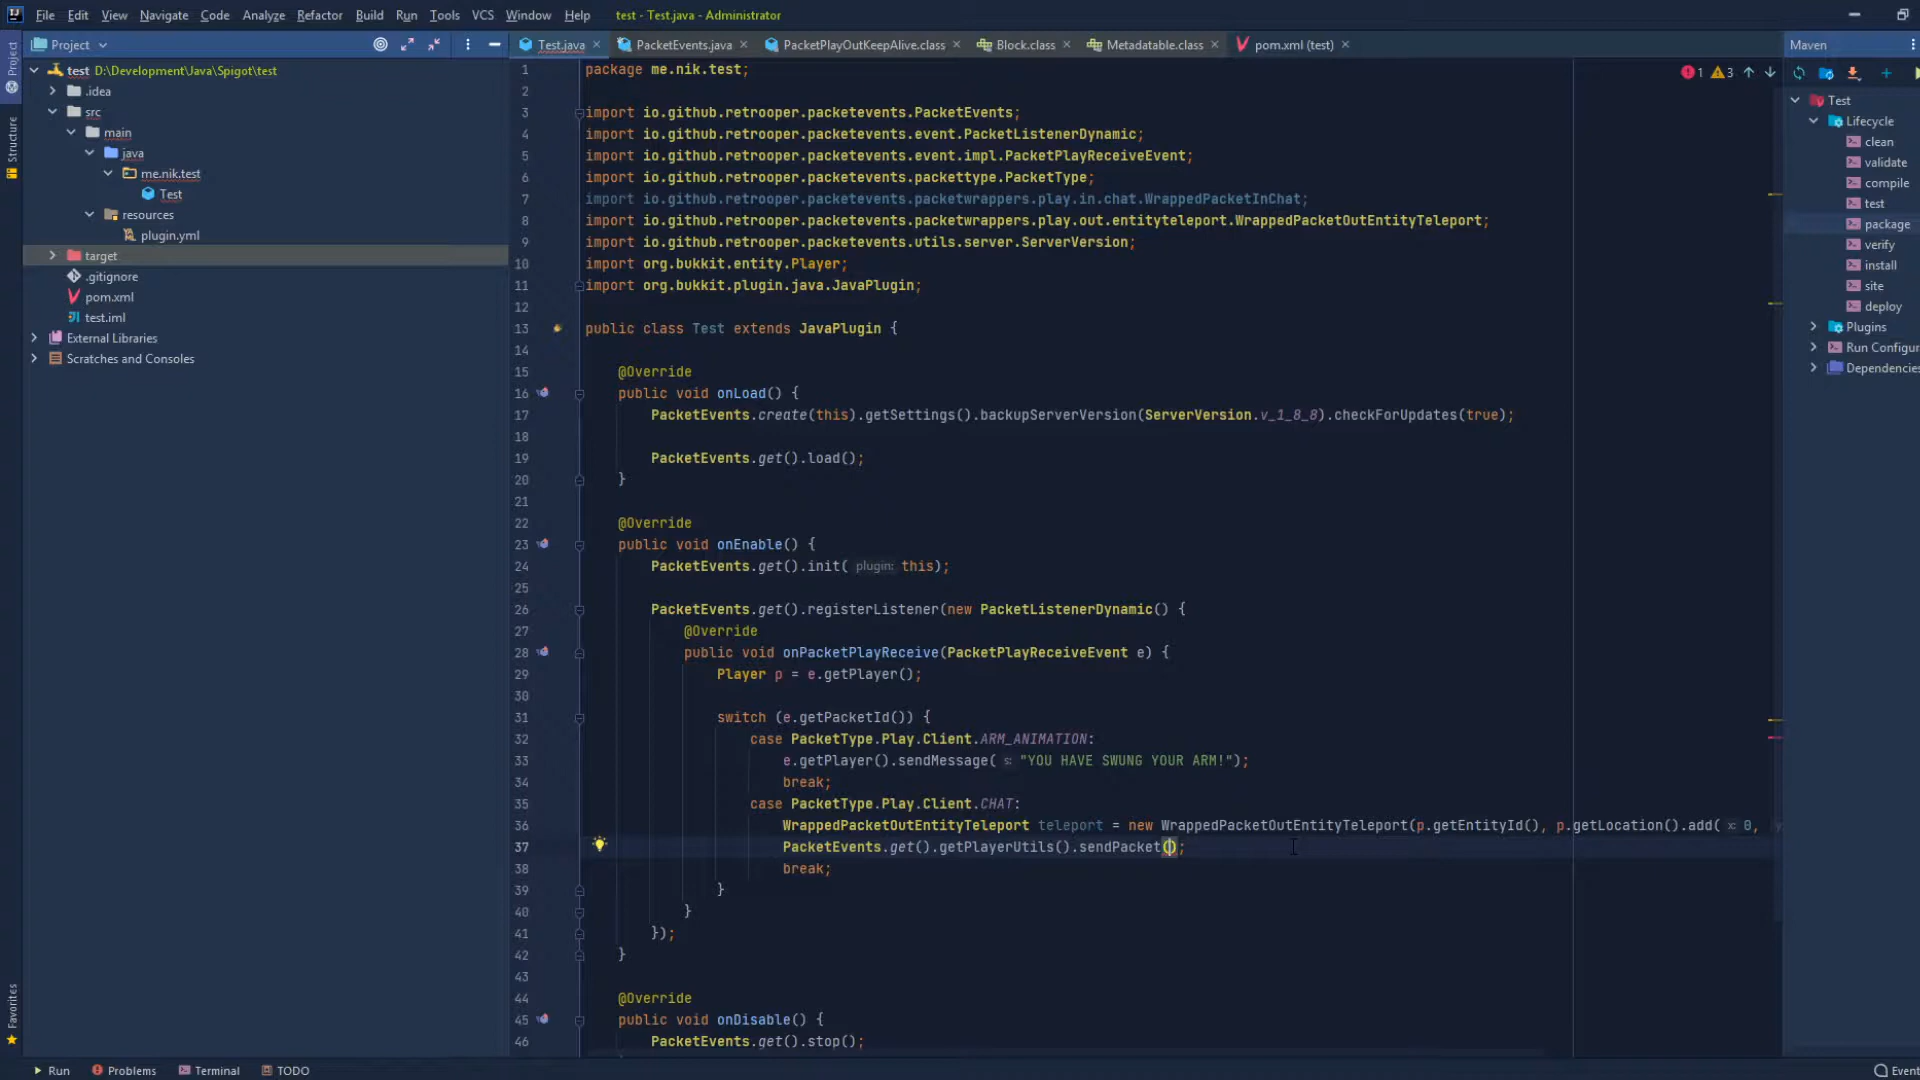 File Edit View Navigate Code Analyze Refactor Build Run Tools VCS Window Help test - Test.java - Administrator
Project
Test.java PacketEvents.java PacketPlayOutKeepAlive.class Block.class Metadatable.class pom.xml (test)
Maven
Project
Structure
Favorites
test D:\Development\Java\Spigot\test
.idea
src
main
java
me.nik.test
Test
resources
plugin.yml
target
.gitignore
pom.xml
test.iml
External Libraries
Scratches and Consoles
1 package me.nik.test;
2
3 import io.github.retrooper.packetevents.PacketEvents;
4 import io.github.retrooper.packetevents.event.PacketListenerDynamic;
5 import io.github.retrooper.packetevents.event.impl.PacketPlayReceiveEvent;
6 import io.github.retrooper.packetevents.packettype.PacketType;
7 import io.github.retrooper.packetevents.packetwrappers.play.in.chat.WrappedPacketInChat;
8 import io.github.retrooper.packetevents.packetwrappers.play.out.entityteleport.WrappedPacketOutEntityTeleport;
9 import io.github.retrooper.packetevents.utils.server.ServerVersion;
10 import org.bukkit.entity.Player;
11 import org.bukkit.plugin.java.JavaPlugin;
12
13 public class Test extends JavaPlugin {
14
15 @Override
16 public void onLoad() {
17 PacketEvents.create(this).getSettings().backupServerVersion(ServerVersion.v_1_8_8).checkForUpdates(true);
18
19 PacketEvents.get().load();
20 }
21
22 @Override
23 public void onEnable() {
24 PacketEvents.get().init( plugin: this);
25
26 PacketEvents.get().registerListener(new PacketListenerDynamic() {
27 @Override
28 public void onPacketPlayReceive(PacketPlayReceiveEvent e) {
29 Player p = e.getPlayer();
30
31 switch (e.getPacketId()) {
32 case PacketType.Play.Client.ARM_ANIMATION:
33 e.getPlayer().sendMessage( s: "YOU HAVE SWUNG YOUR ARM!");
34 break;
35 case PacketType.Play.Client.CHAT:
36 WrappedPacketOutEntityTeleport teleport = new WrappedPacketOutEntityTeleport(p.getEntityId(), p.getLocation().add( x: 0,
37 PacketEvents.get().getPlayerUtils().sendPacket();
38 break;
39 }
40 }
41 });
42 }
43
44 @Override
45 public void onDisable() {
46 PacketEvents.get().stop();
1 3
Test
Lifecycle
clean
validate
compile
test
package
verify
install
site
deploy
Plugins
Run Configur
Dependencies
Run Problems Terminal TODO Event